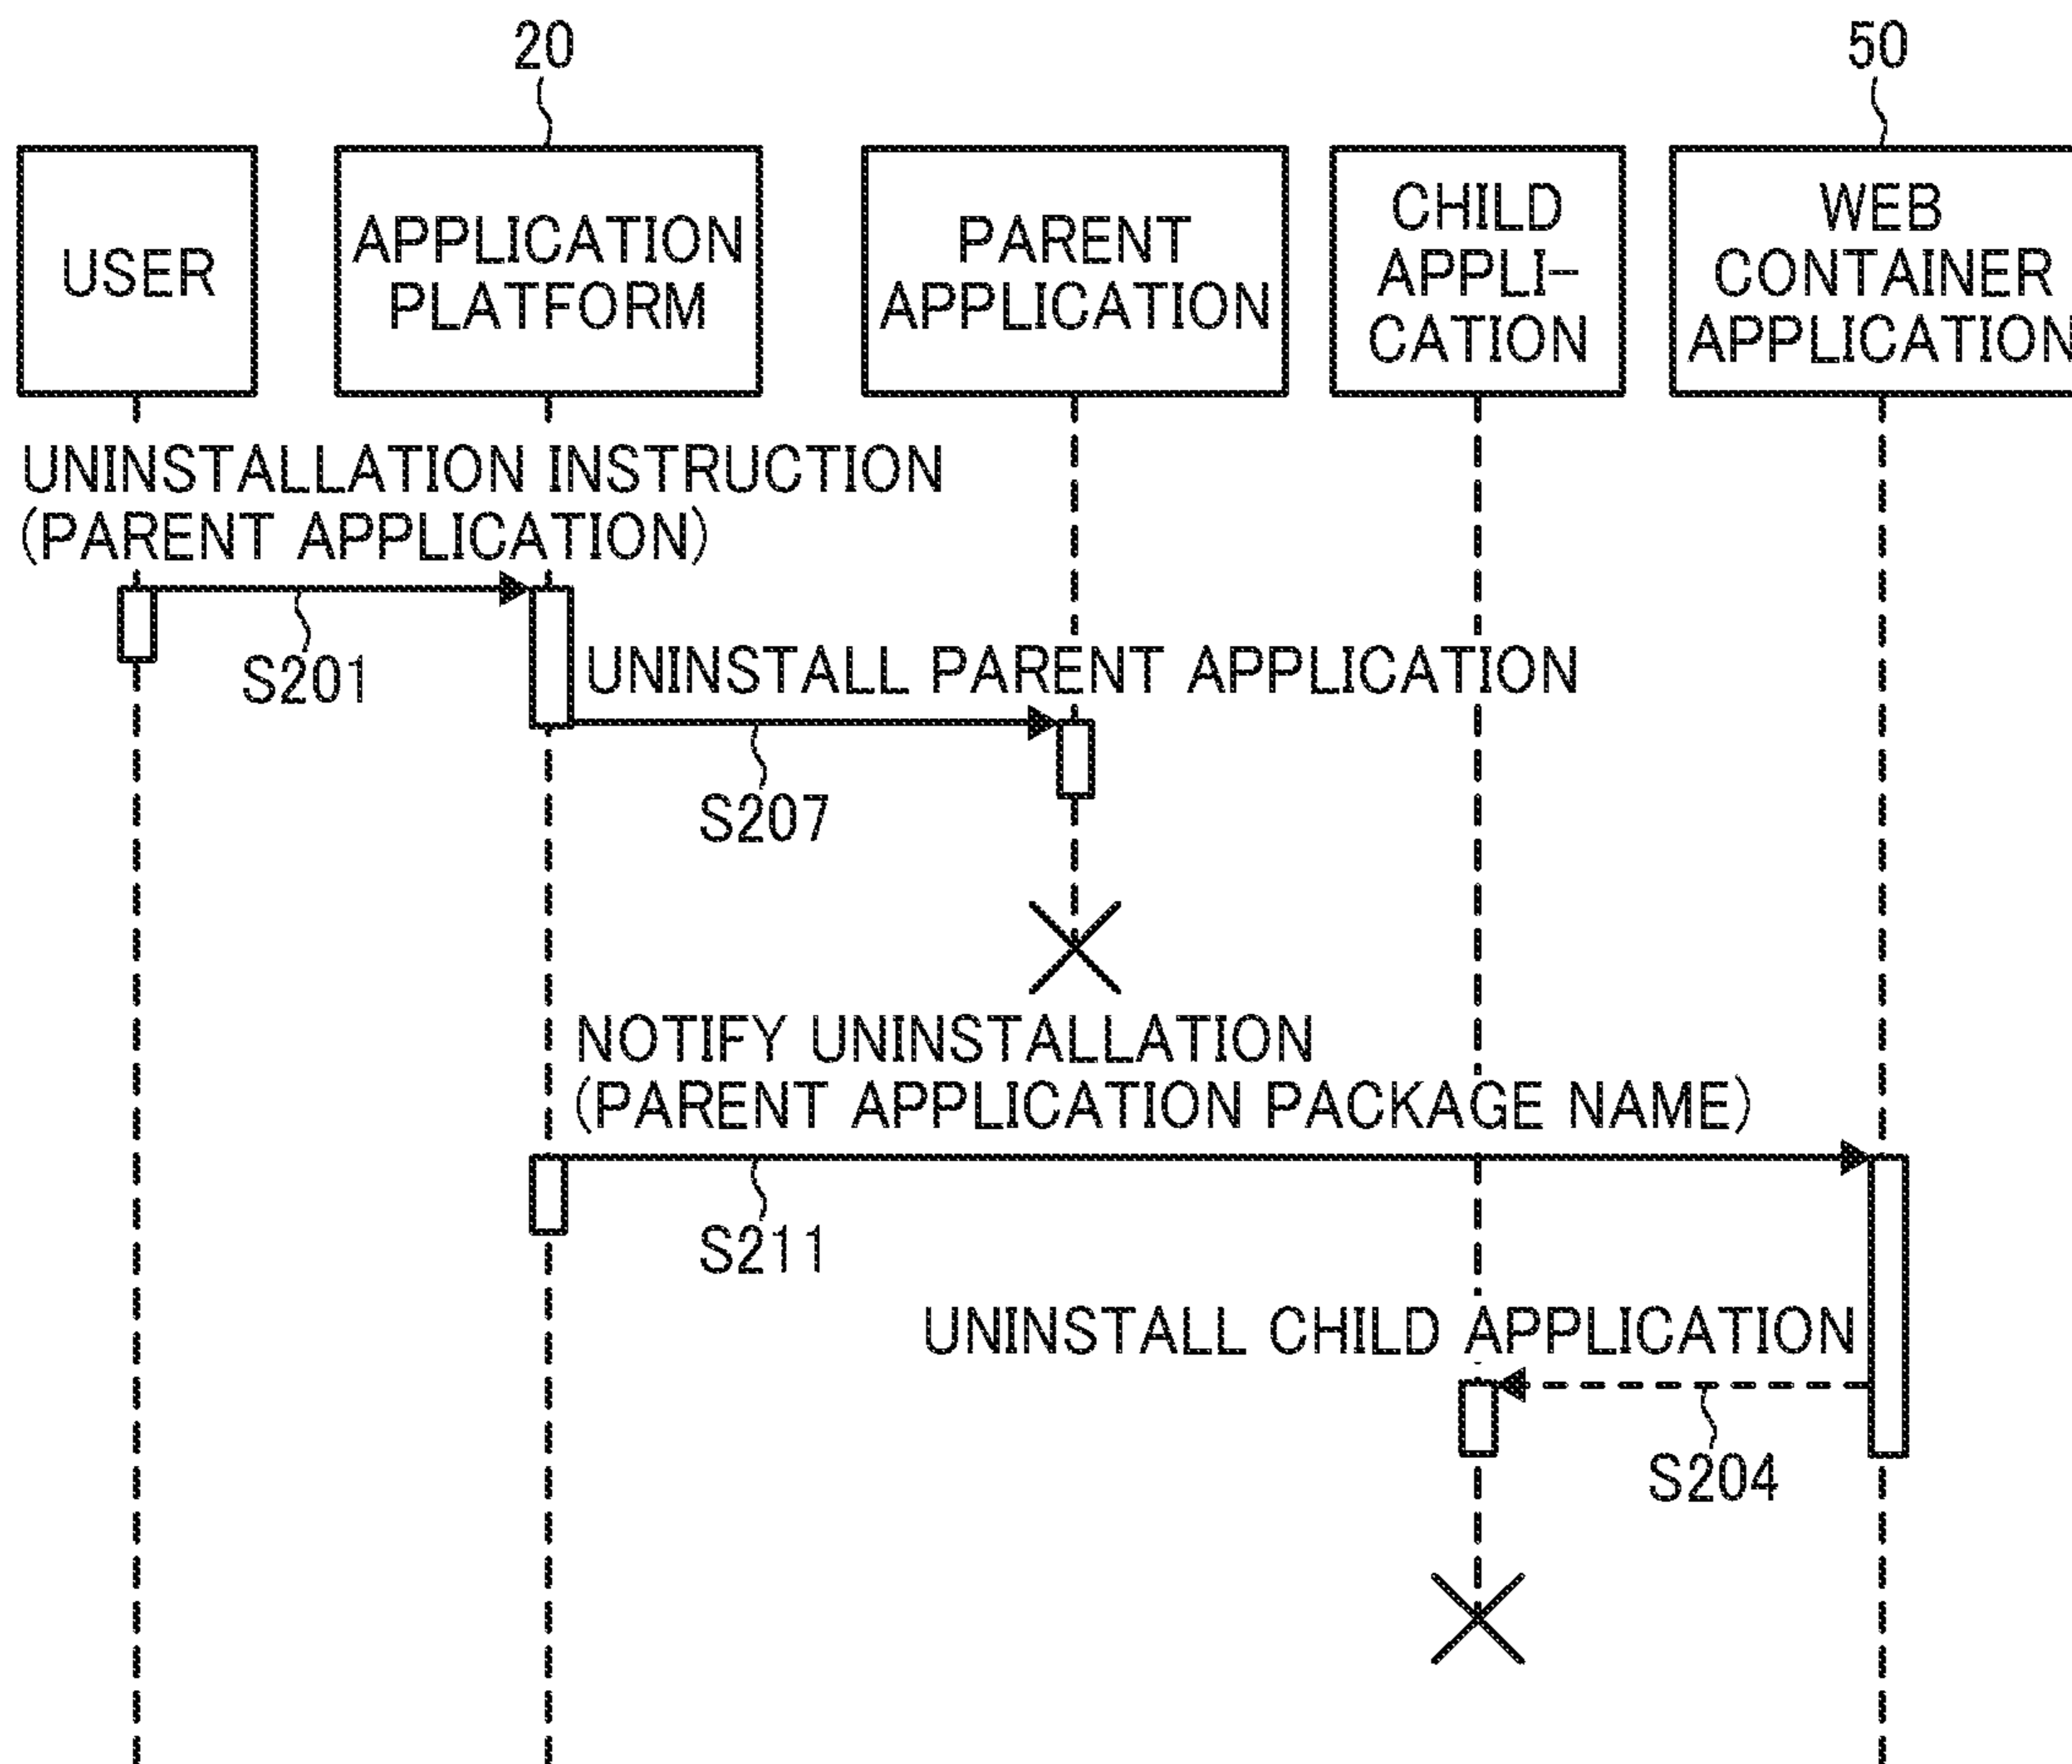 20
50
USER
APPLICATION
PLATFORM
PARENT
APPLICATION
CHILD
APPLI-
CATION
WEB
CONTAINER
APPLICATION
UNINSTALLATION INSTRUCTION
(PARENT APPLICATION)
S201
UNINSTALL PARENT APPLICATION
S207
NOTIFY UNINSTALLATION
(PARENT APPLICATION PACKAGE NAME)
S211
UNINSTALL CHILD APPLICATION
S204